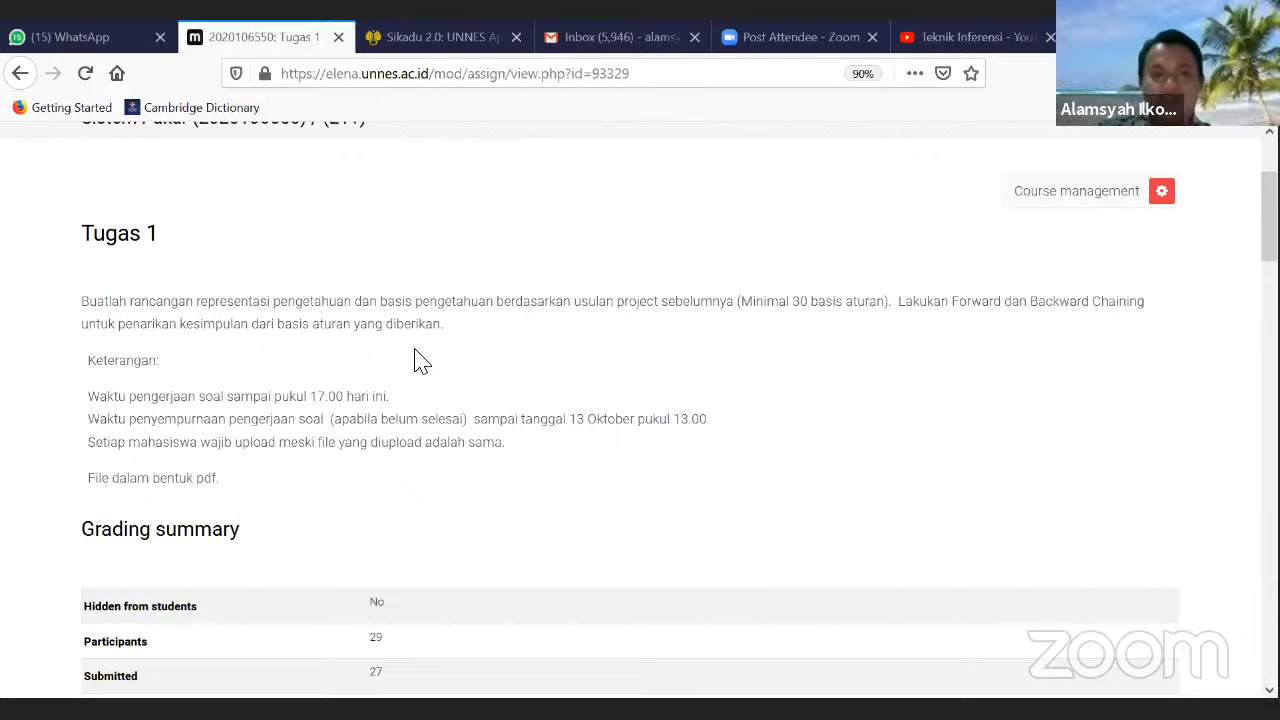 (15) WhatsApp
2020106550: Tugas 1
Sikadu 2.0: UNNES Ap
Inbox (5,946) - alams
Post Attendee - Zoom
Teknik Inferensi - You
https://elena.unnes.ac.id/mod/assign/view.php?id=93329
90%
Getting Started
Cambridge Dictionary
Alamsyah Ilko...
Course management
Tugas 1
Buatlah rancangan representasi pengetahuan dan basis pengetahuan berdasarkan usulan project sebelumnya (Minimal 30 basis aturan). Lakukan Forward dan Backward Chaining
untuk penarikan kesimpulan dari basis aturan yang diberikan.
Keterangan:
Waktu pengerjaan soal sampai pukul 17.00 hari ini.
Waktu penyempurnaan pengerjaan soal (apabila belum selesai) sampai tanggal 13 Oktober pukul 13.00
Setiap mahasiswa wajib upload meski file yang diupload adalah sama.
File dalam bentuk pdf.
Grading summary
Hidden from students No
Participants 29
Submitted 27
zoom